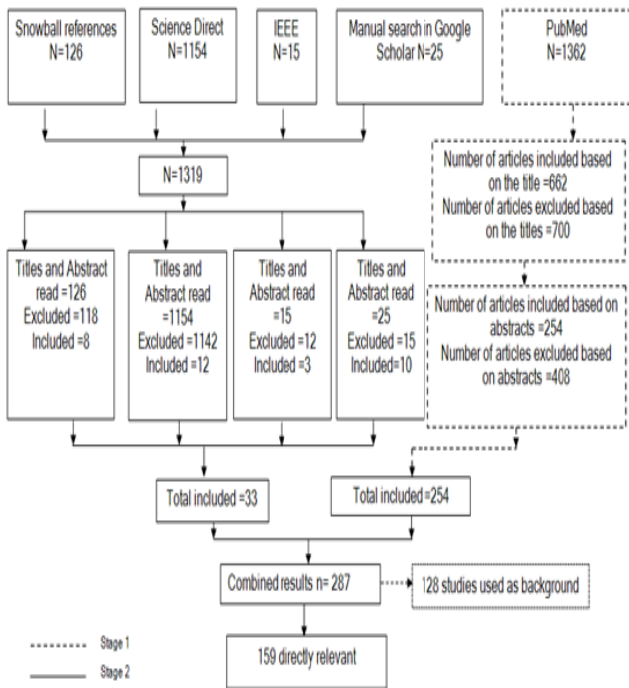 Snowball references
N=126
Science Direct
N=1154
IEEE
N=15
Manual search in Google
Scholar N=25
PubMed
N=1362
N=1319
Number of articles included based
on the title =662
Number of articles excluded based
on the titles =700
Titles and Abstract
read =126
Excluded =118
Included =8
Titles and
Abstract read
=1154
Excluded =1142
Included =12
Titles and
Abstract read
=15
Excluded =12
Included =3
Titles and
Abstract read =
25
Excluded =15
Included=10
Number of articles included based on
abstracts =254
Number of articles excluded based
on abstracts =408
Total included =33
Total included=254
Combined results n= 287
128 studies used as background
159 directly relevant
Stage 1
Stage 2